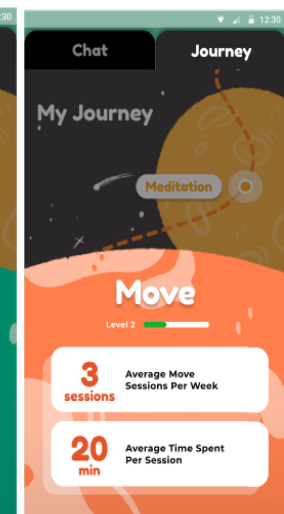 :30
12:30
Chat
Journey
My Journey
Meditation
Move
Level 2
3
sessions
Average Move
Sessions Per Week
20
min
Average Time Spent
Per Session